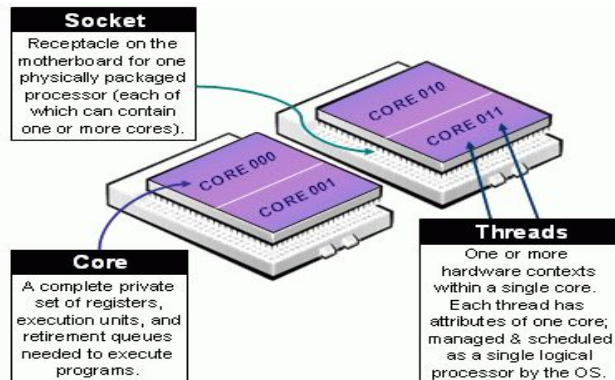 Socket
Receptacle on the
motherboard for one
physically packaged
processor (each of
which can contain
one or more cores).
CORE 010
CORE 011
CORE 000
CORE 001
Core
A complete private
set of registers,
execution units, and
retirement queues
needed to execute
programs.
Threads
One or more
hardware contexts
within a single core.
Each thread has
attributes of one core;
managed & scheduled
as a single logical
processor by the OS.